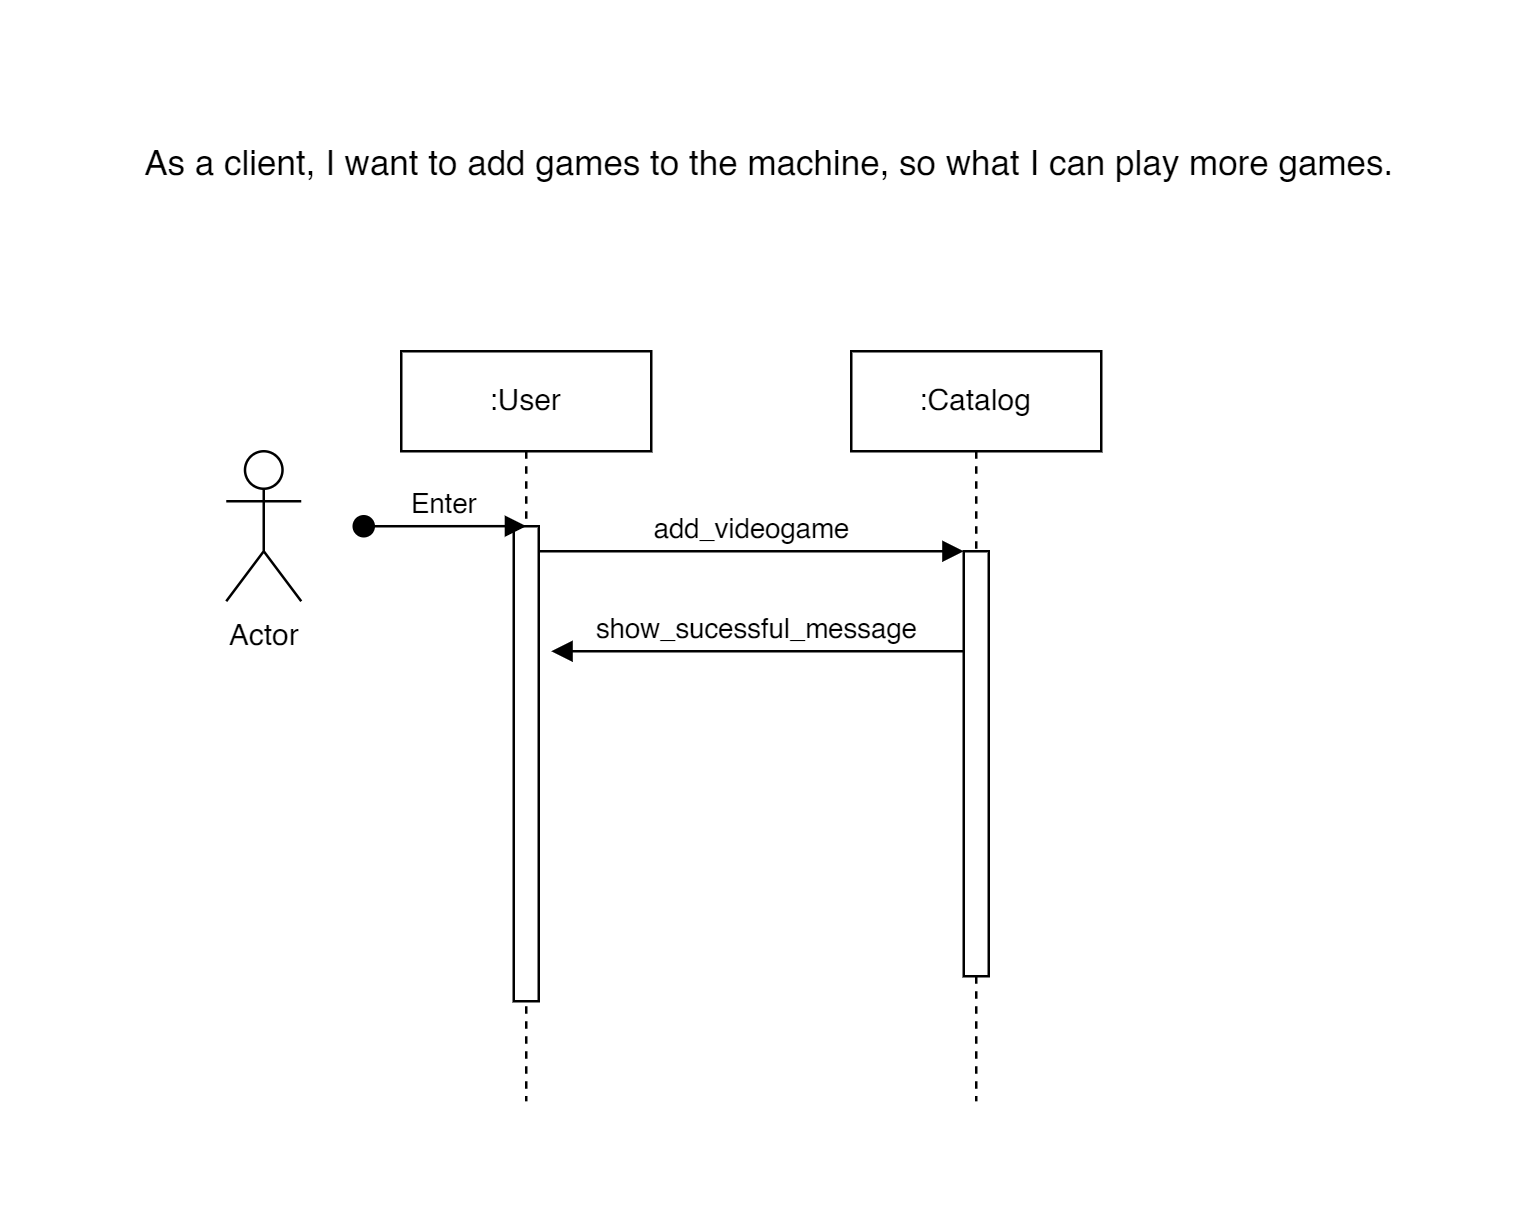 As a client, I want to add games to the machine, so what I can play more games.
:User
:Catalog
Enter
add_videogame
show_sucessful_message
Actor